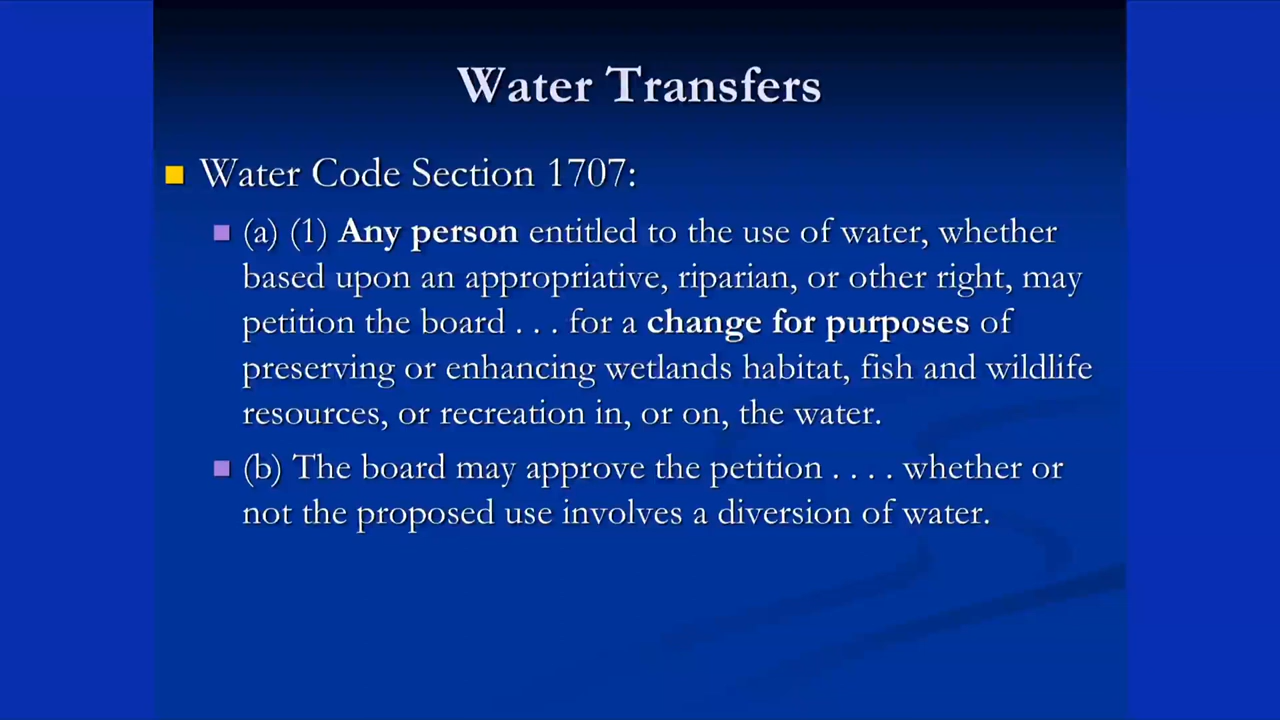 Water Transfers
Water Code Section 1707:
(a) (1) Any person entitled to the use of water, whether
based upon an appropriative, riparian, or other right, may
petition the board . . . for a change for purposes of
preserving or enhancing wetlands habitat, fish and wildlife
resources, or recreation in, or on, the water.
(b) The board may approve the petition . . . . whether or
not the proposed use involves a diversion of water.